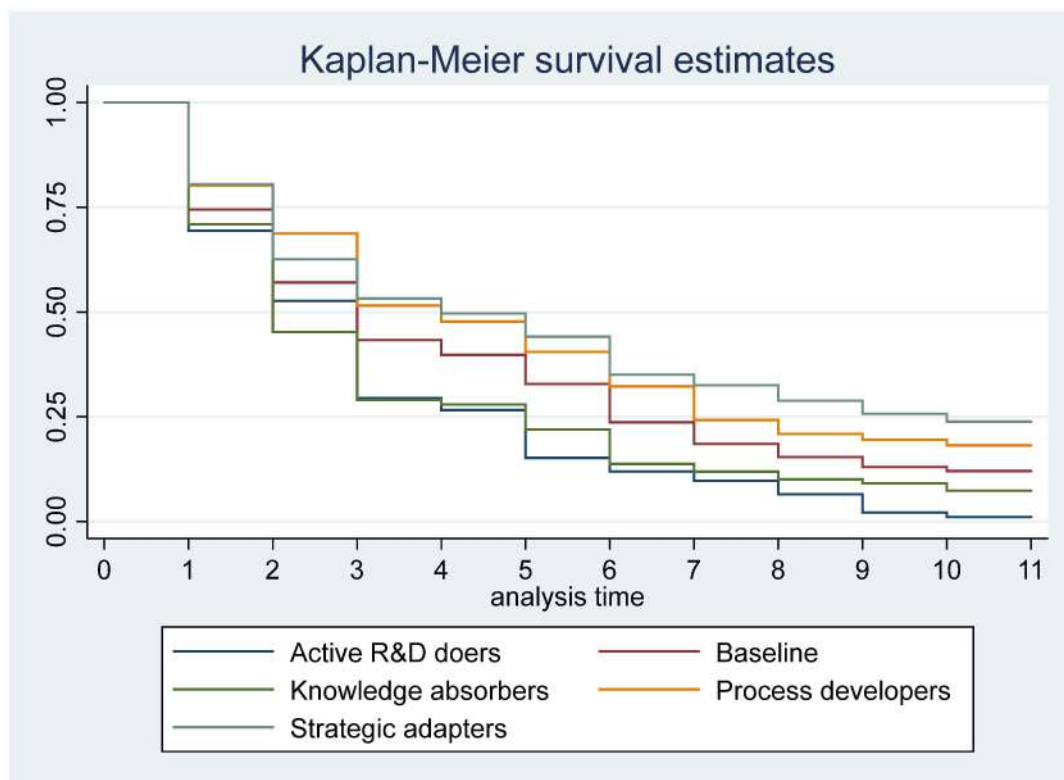 Kaplan-Meier survival estimates
1.00
0.75
0.50
0.25
0.00
0 1 2 3 4 5 6 7 8 9 10 11
analysis time
Active R&D doers Baseline
Knowledge absorbers Process developers
Strategic adapters